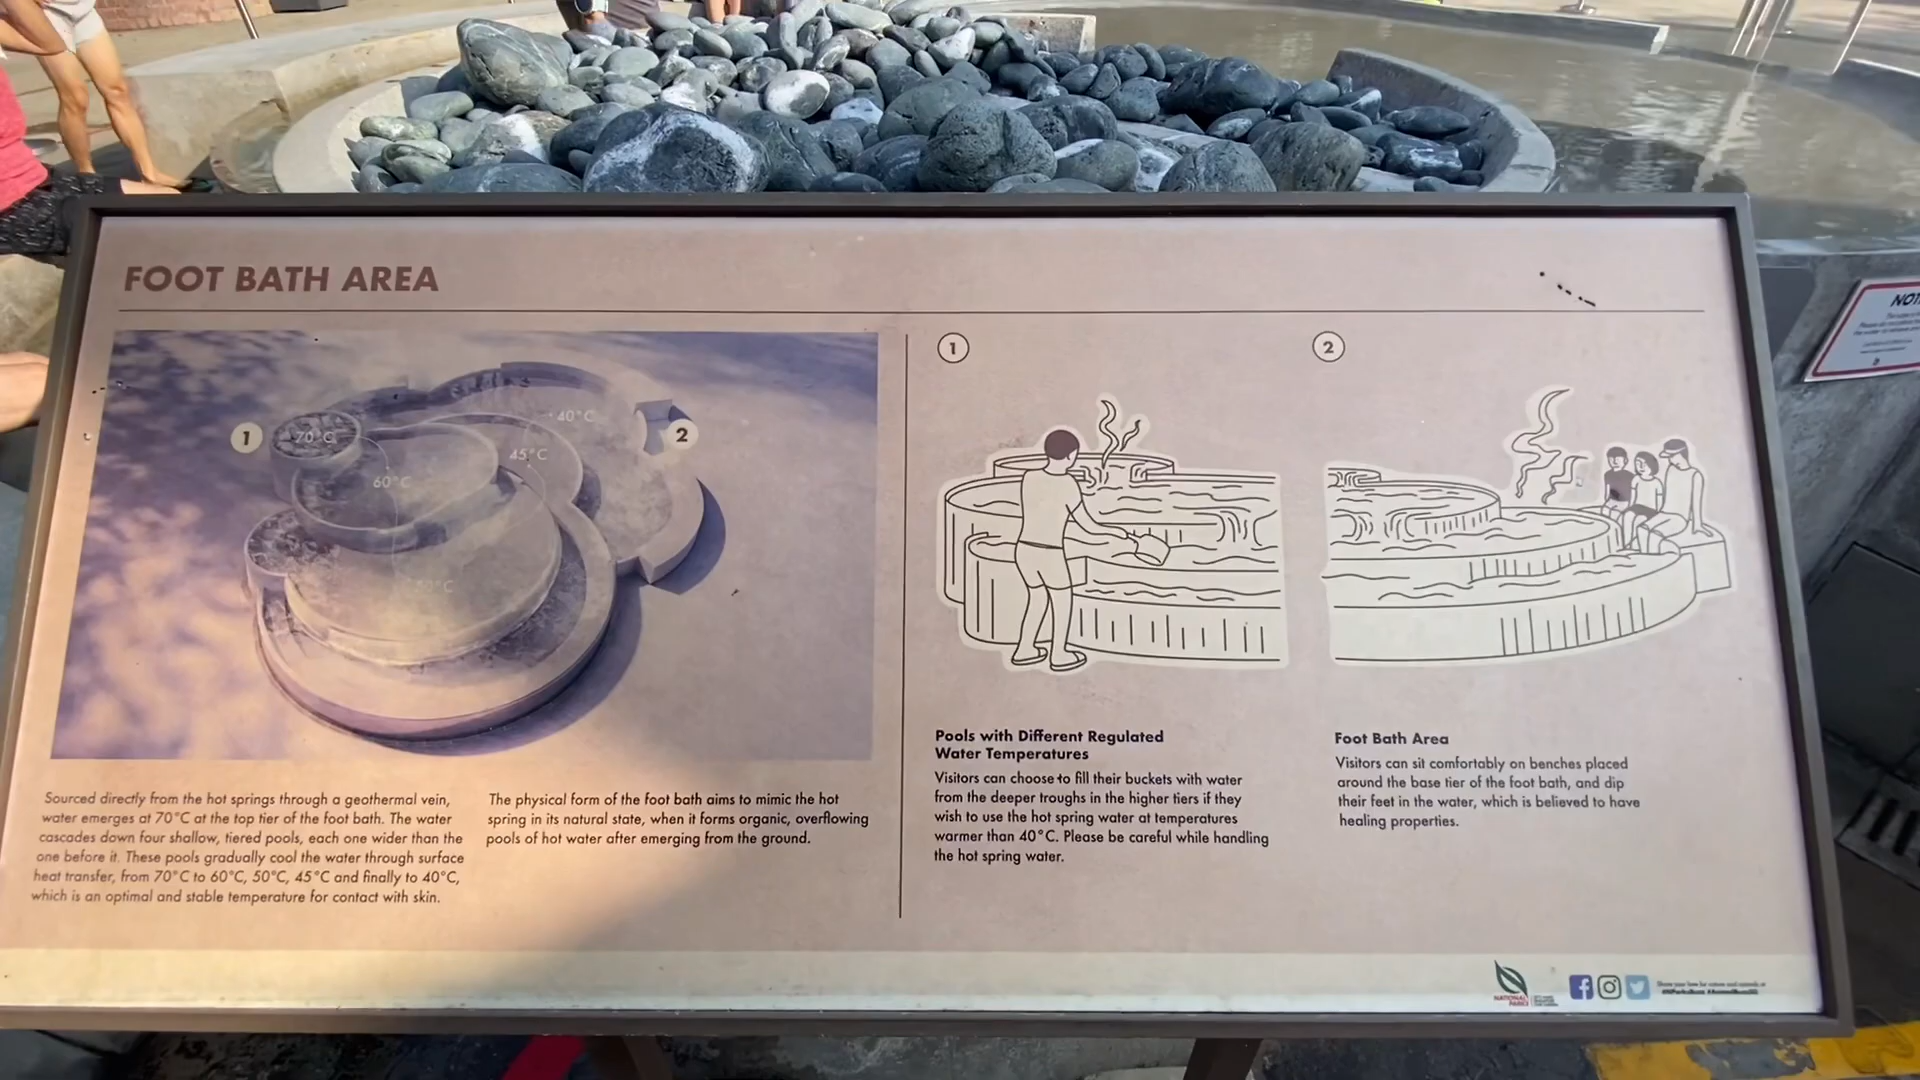 FOOT BATH AREA
1
70°C
60°C
50°C
45°C
40°C
2
Sourced directly from the hot springs through a geothermal vein,
water emerges at 70°C at the top tier of the foot bath. The water
cascades down four shallow, tiered pools, each one wider than the
one before it. These pools gradually cool the water through surface
heat transfer, from 70°C to 60°C, 50°C, 45°C and finally to 40°C,
which is an optimal and stable temperature for contact with skin.
The physical form of the foot bath aims to mimic the hot
spring in its natural state, when it forms organic, overflowing
pools of hot water after emerging from the ground.
1
Pools with Different Regulated
Water Temperatures
Visitors can choose to fill their buckets with water
from the deeper troughs in the higher tiers if they
wish to use the hot spring water at temperatures
warmer than 40°C. Please be careful while handling
the hot spring water.
2
Foot Bath Area
Visitors can sit comfortably on benches placed
around the base tier of the foot bath, and dip
their feet in the water, which is believed to have
healing properties.
NATIONAL
PARKS